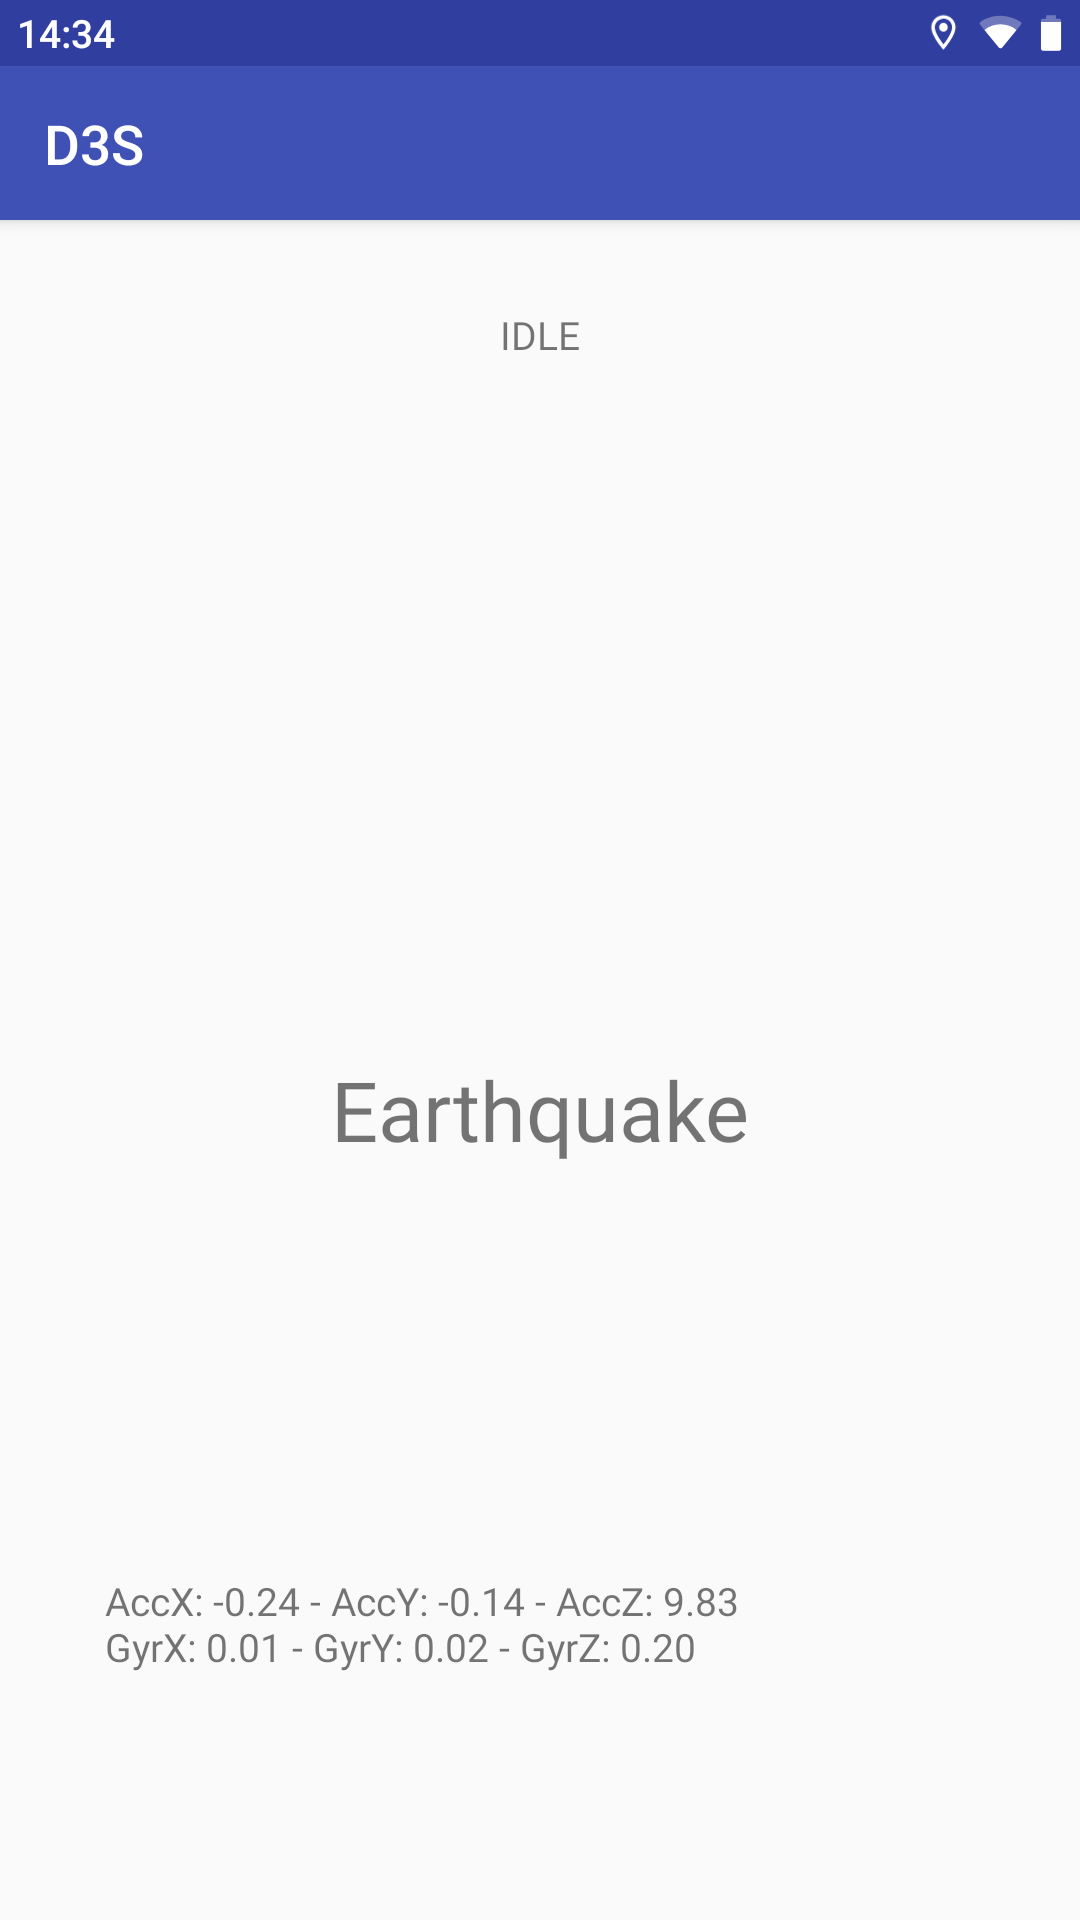 14:34
D3S
IDLE
Earthquake
AccX: -0.24 - AccY: -0.14 - AccZ: 9.83
GyrX: 0.01 - GyrY: 0.02 - GyrZ: 0.20